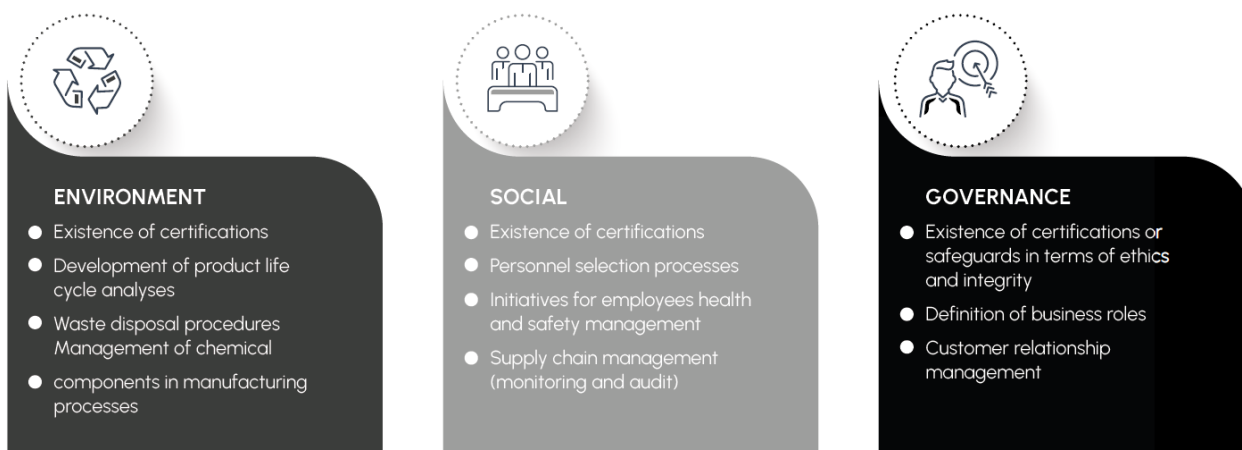 ENVIRONMENT
Existence of certifications
Development of product life
cycle analyses
Waste disposal procedures
Management of chemical
components in manufacturing
processes
SOCIAL
Existence of certifications
Personnel selection processes
Initiatives for employees health
and safety management
Supply chain management
(monitoring and audit)
GOVERNANCE
Existence of certifications or
safeguards in terms of ethics
and integrity
Definition of business roles
Customer relationship
management